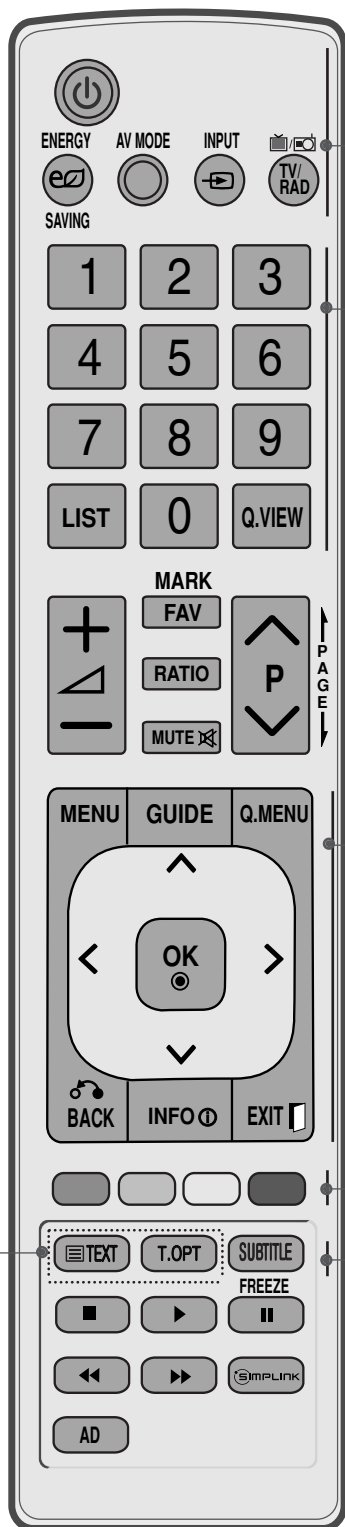 ENERGY AV MODE INPUT
TV/
RAD
SAVING
1 2 3
4 5 6
7 8 9
LIST 0 Q.VIEW
MARK
FAV
RATIO
MUTE
P
PAGE
MENU GUIDE Q.MENU
OK
BACK INFO EXIT
TEXT T.OPT SUBTITLE
FREEZE
SIMPLINK
AD